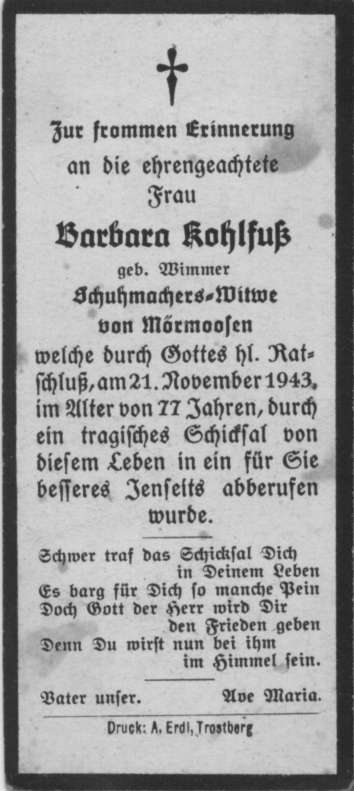 Zur frommen Erinnerung
an die ehrengeachtete
Frau
Barbara Kohlfuß
geb. Wimmer
Schuhmachers-Witwe
von Mörmoosen
welche durch Gottes hl. Rat-
schluß, am 21. November 1943,
im Alter von 77 Jahren, durch
ein tragisches Schicksal von
diesem Leben in ein für Sie
besseres Jenseits abberufen
wurde.
Schwer traf das Schicksal Dich
in Deinem Leben
Es barg für Dich so manche Pein
Doch Gott der Herr wird Dir
den Frieden geben
Denn Du wirst nun bei ihm
im Himmel sein.
Vater unser. Ave Maria.
Druck: A. Erdl, Trostberg